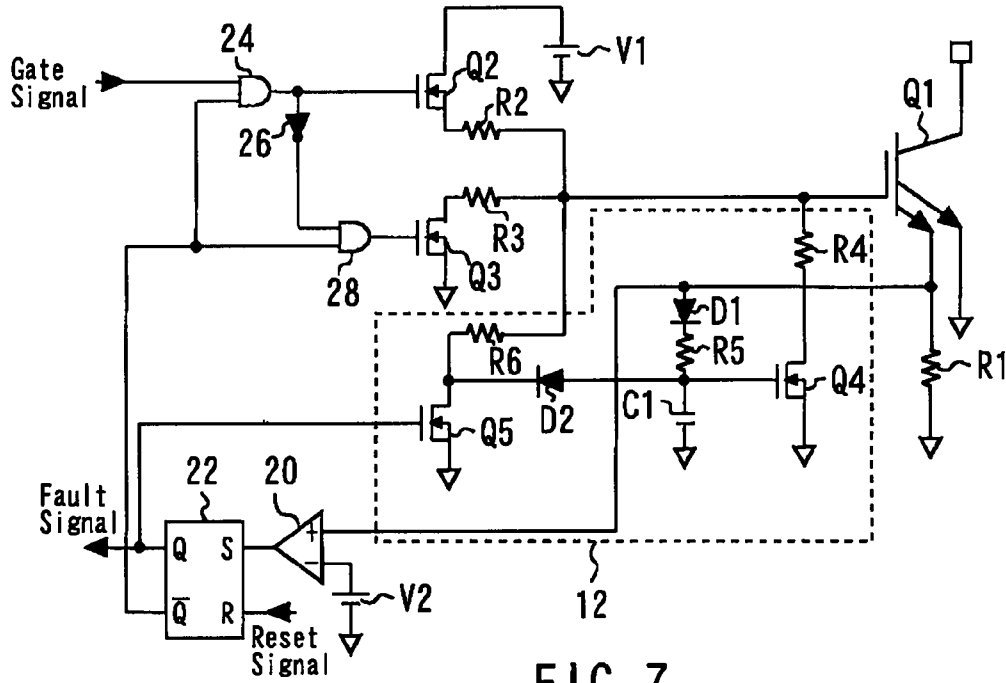 24
Gate
Signal
Q2
V1
R2
Q1
26
R3
28
Q3
R4
D1
R5
R6
Q4
R1
C1
D2
Q5
22
20
Fault
Signal
Q
S
+
−
Q̅
R
V2
12
Reset
Signal
FIG. 7